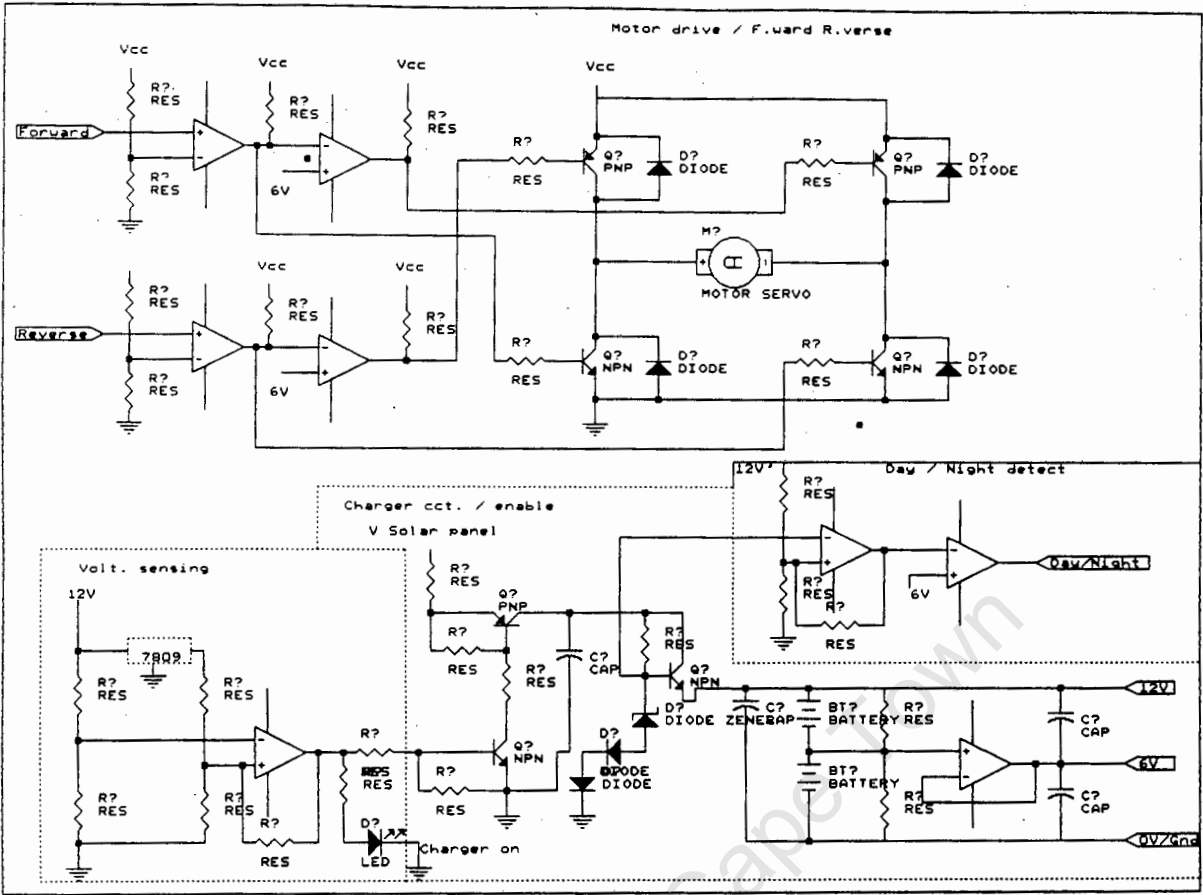 Motor drive / F.ward R.verse
Vcc
R?
RES
Vcc
R?
RES
Vcc
R?
RES
Vcc
Forward
R?
RES
6V
R?
RES
Q?
PNP
D?
DIODE
R?
RES
Q?
PNP
D?
DIODE
M?
MOTOR SERVO
R?
RES
Vcc
R?
RES
Vcc
R?
RES
Reverse
R?
RES
6V
R?
RES
Q?
NPN
D?
DIODE
R?
RES
Q?
NPN
D?
DIODE
12V
Day / Night detect
R?
RES
R?
RES
R?
RES
6V
Day/Night
Charger cct. / enable
V Solar panel
R?
RES
Q?
PNP
R?
RES
R?
RES
C?
CAP
R?
RES
Q?
NPN
D?
DIODE ZENER
D?
DIODE
DIODE
Q?
NPN
R?
RES
Volt. sensing
12V
7809
R?
RES
R?
RES
R?
RES
R?
RES
R?
RES
RES
D?
LED
Charger on
C?
CAP
BT?
BATTERY
BT?
BATTERY
R?
RES
R?
RES
C?
CAP
C?
CAP
12V
6V
0V/Gnd
Cape Town